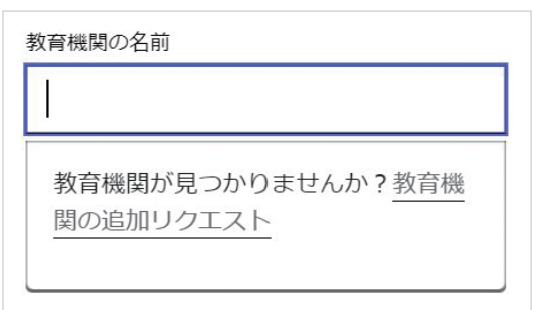 教育機関の名前
教育機関が見つかりませんか？教育機
関の追加リクエスト